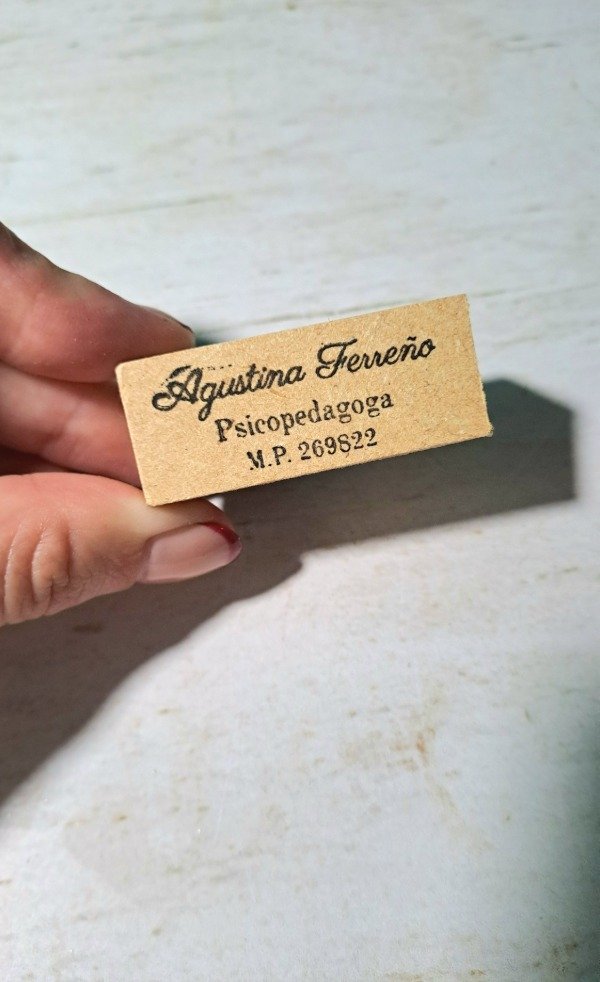 Agustina Ferreño
Psicopedagoga
M.P. 269822